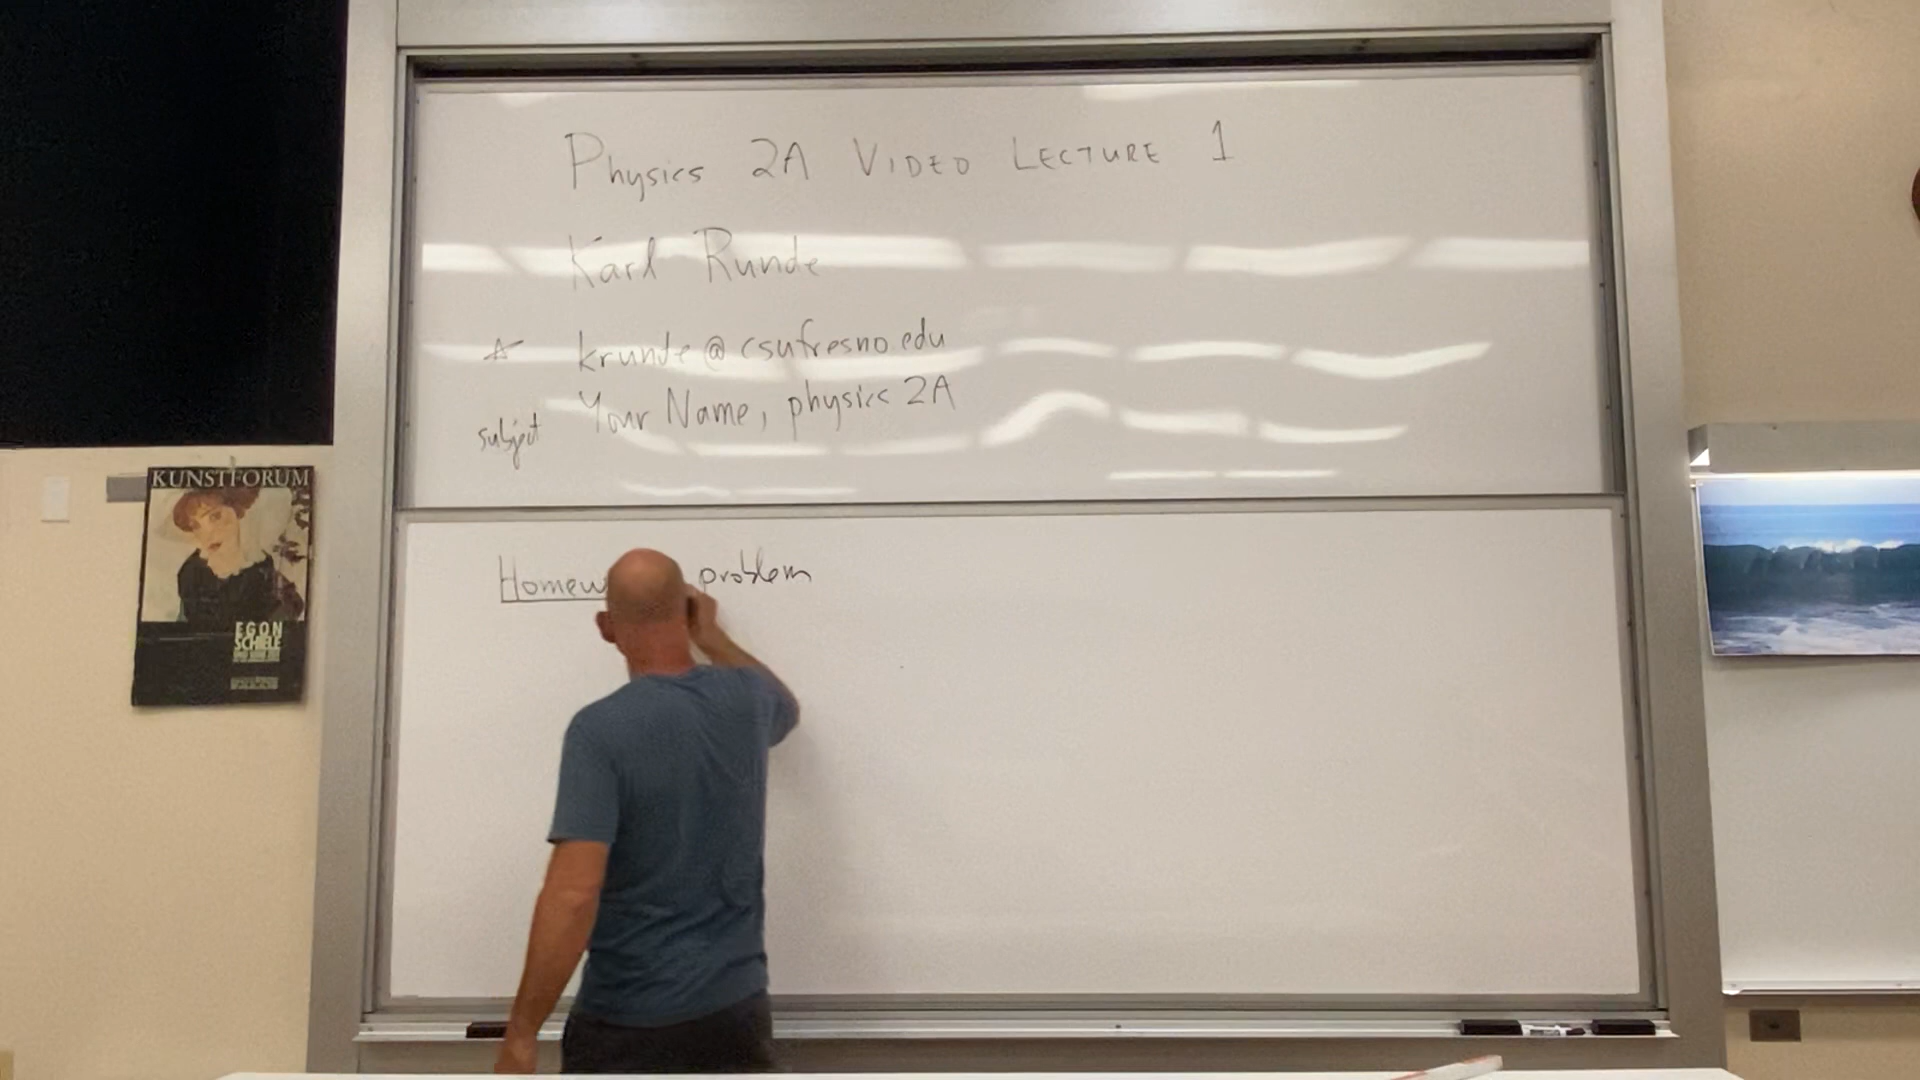 Physics 2A VIDEO LECTURE 1
Karl Runde
krunde@csufresno.edu
subject Your Name, physics 2A
KUNSTFORUM
EGON
SCHIELE
problem